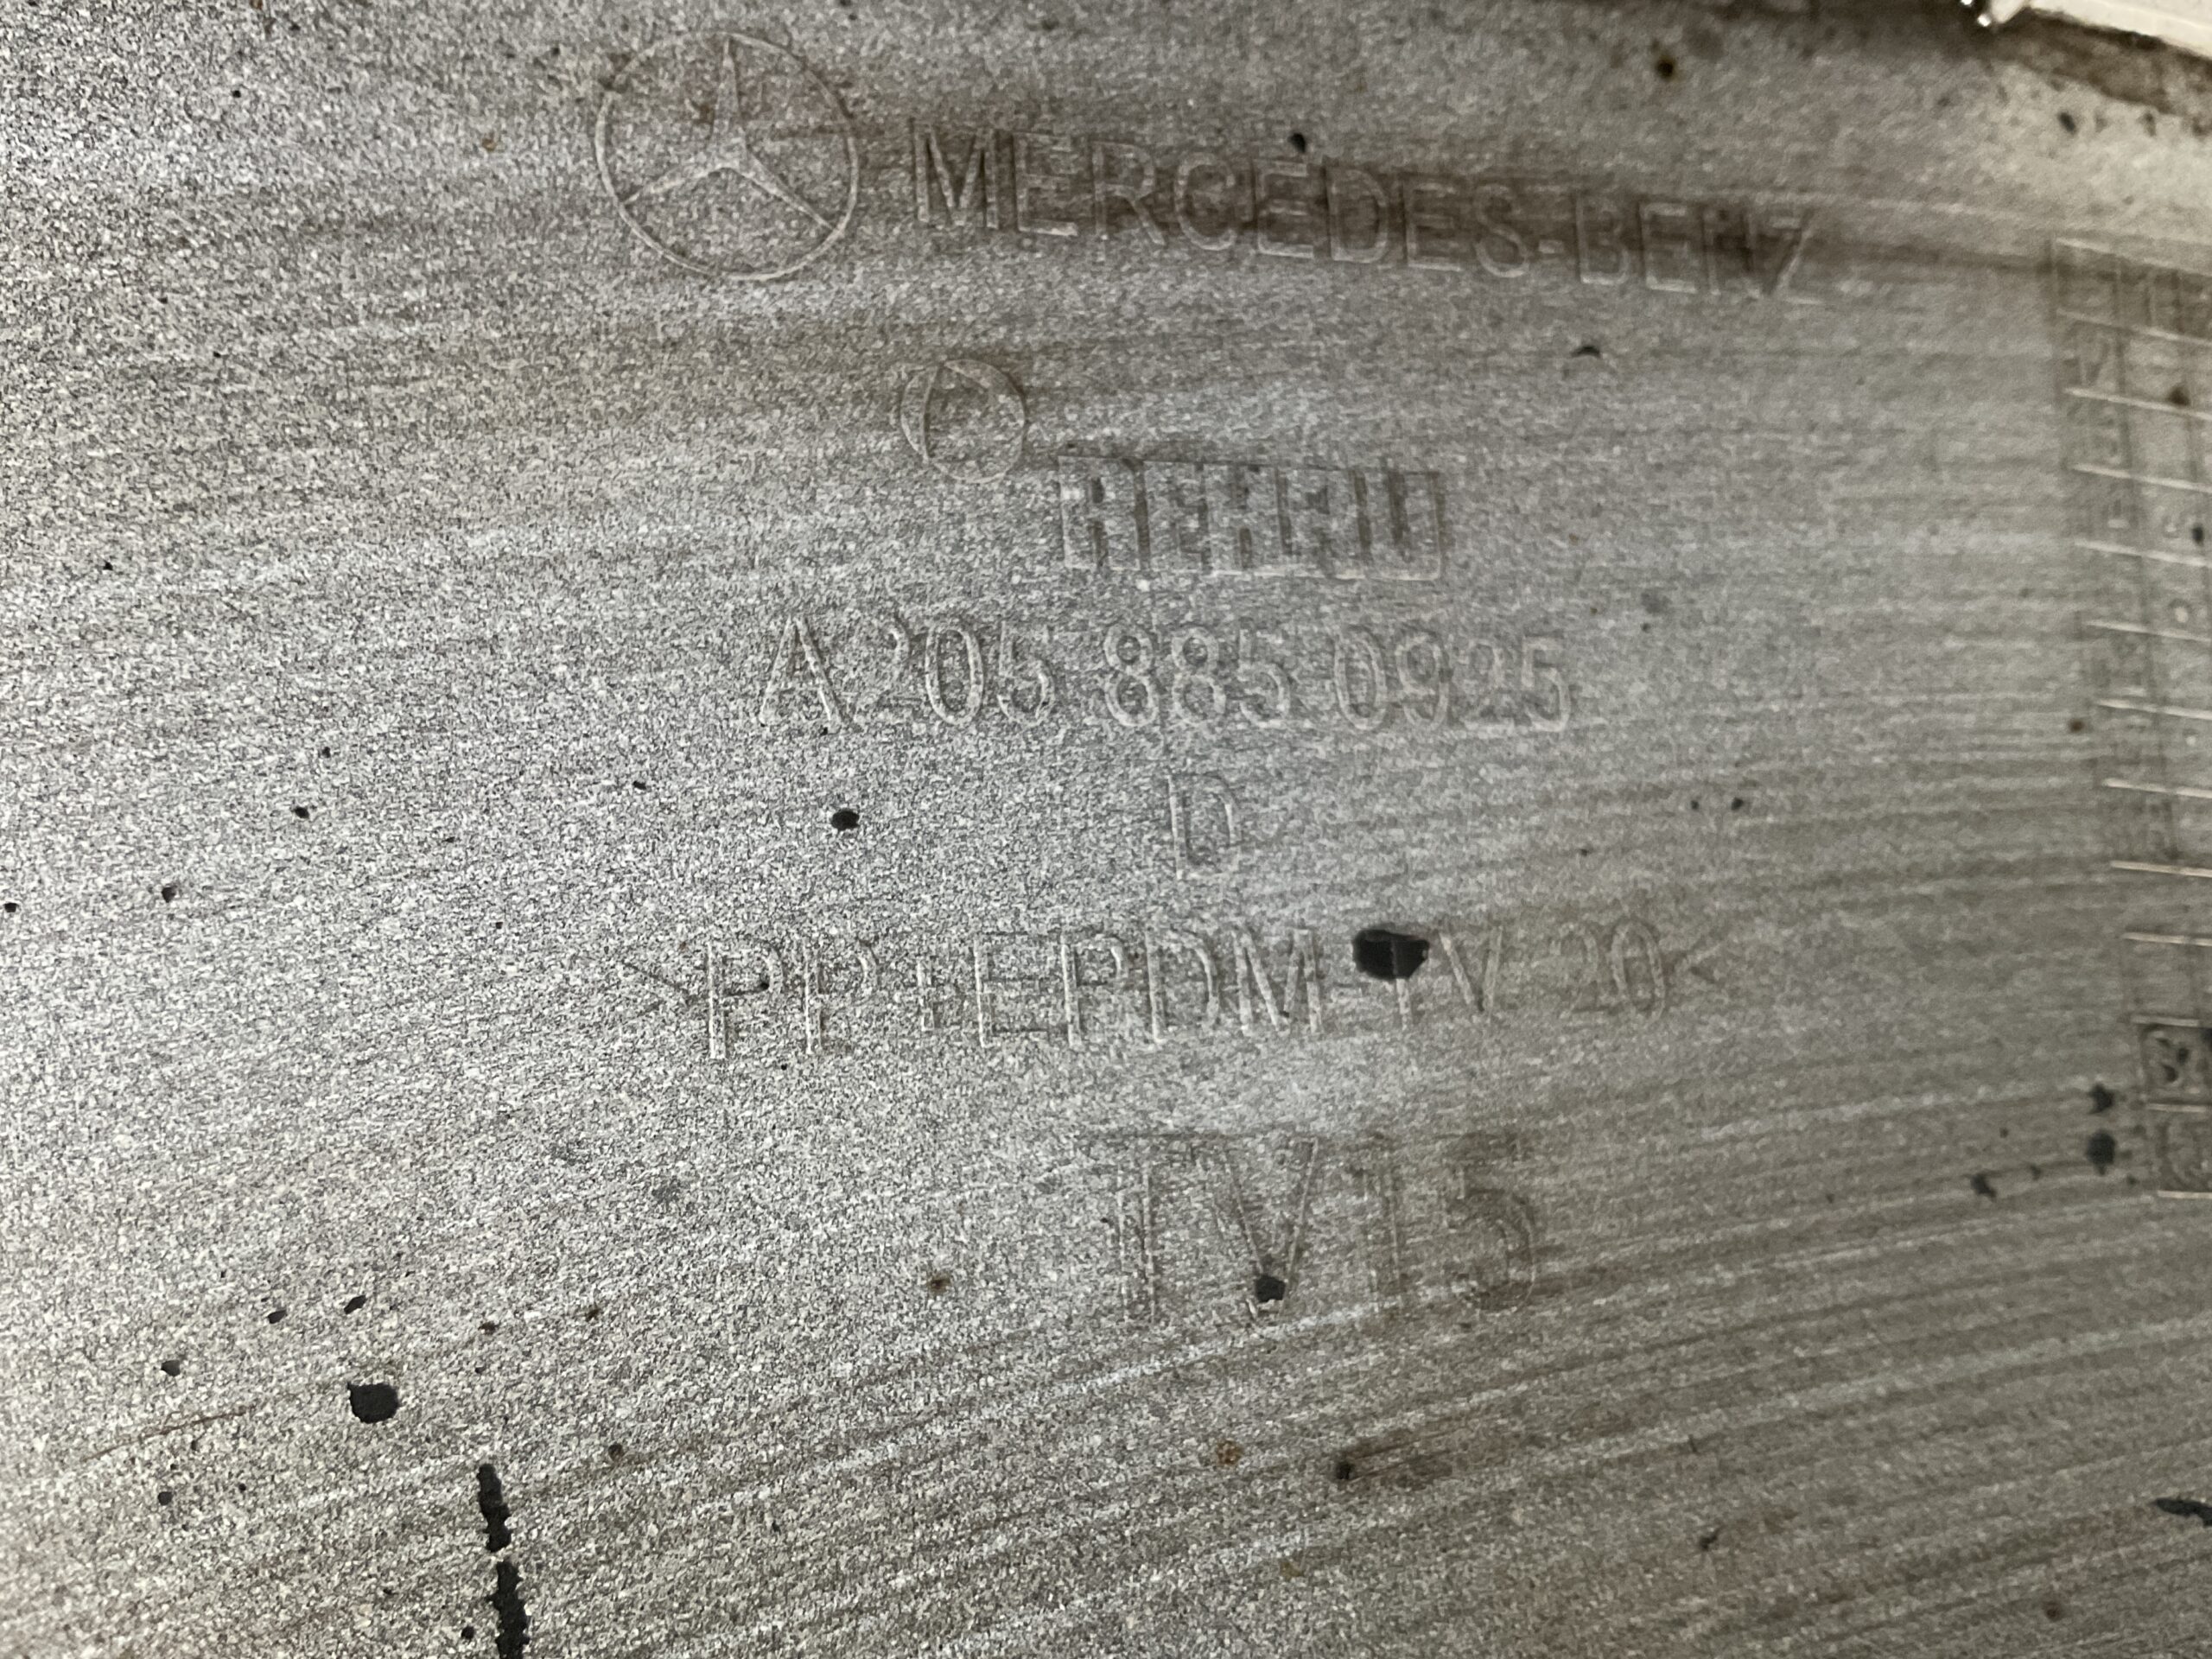 MERCEDES-BENZ
REHAU
A 205 885 0925
D
>PP+EPDM-TV 20<
TV15